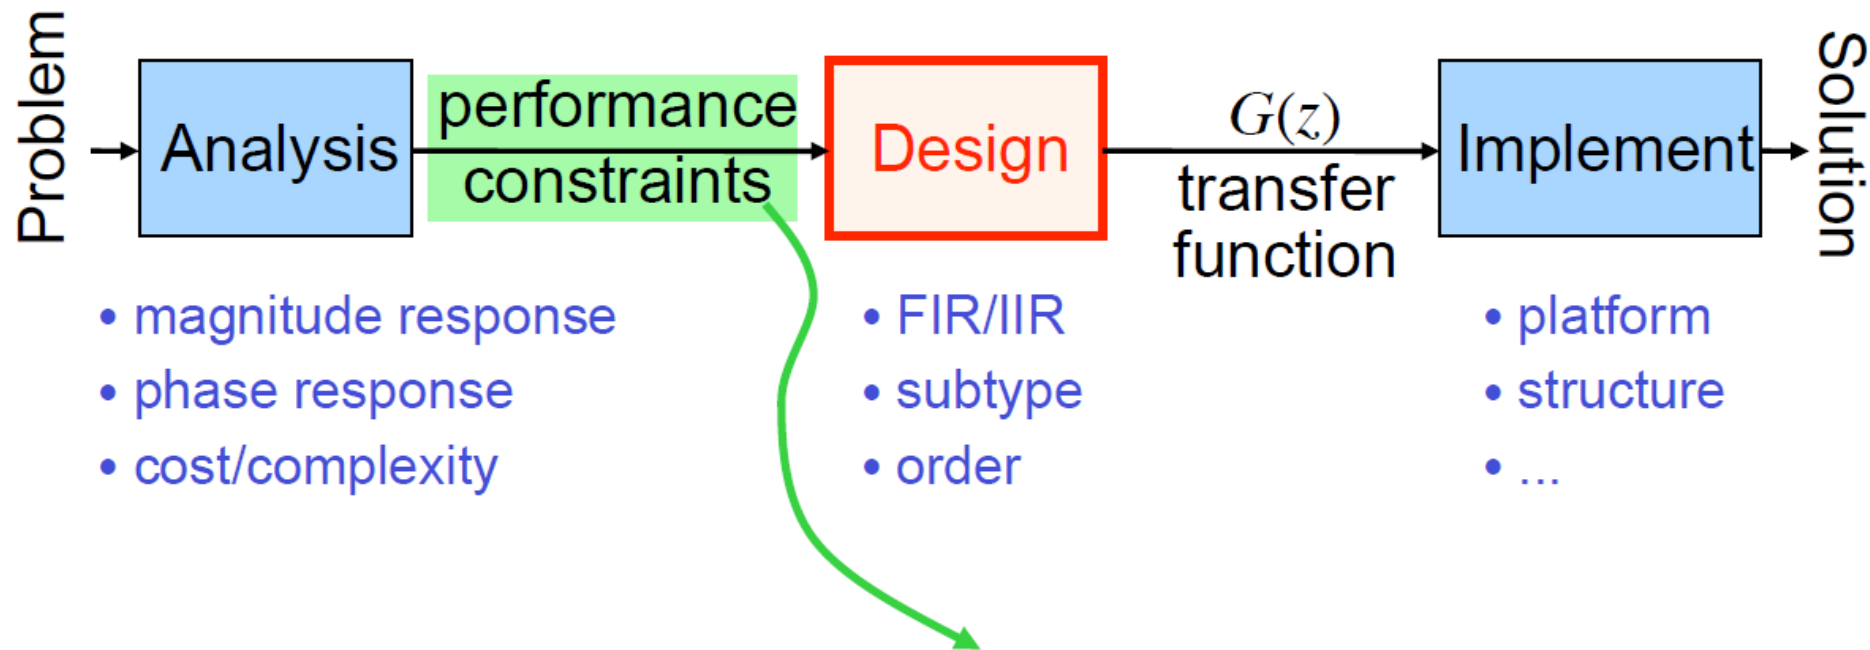 Problem
Analysis
performance
constraints
Design
G(z)
transfer
function
Implement
Solution
• magnitude response
• phase response
• cost/complexity
• FIR/IIR
• subtype
• order
• platform
• structure
• ...